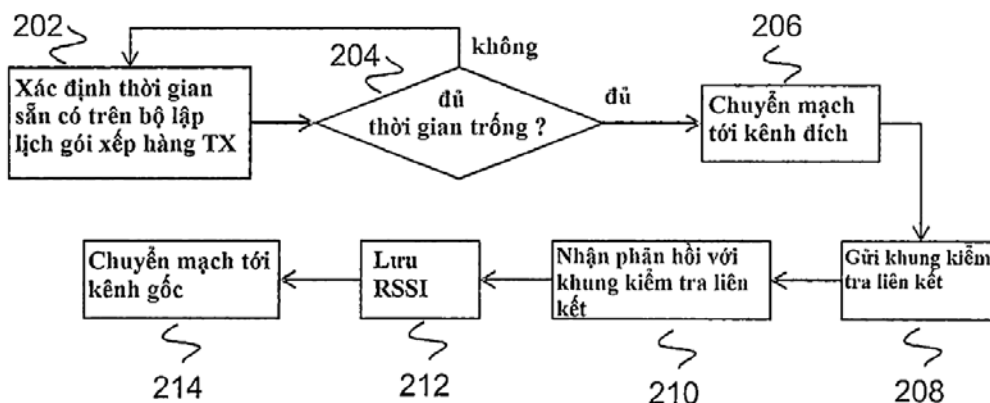 202
Xác định thời gian
sẵn có trên bộ lập
lịch gói xếp hàng TX
204
không
đủ
thời gian trống ?
đủ
206
Chuyển mạch
tới kênh đích
Gửi khung kiểm
tra liên kết
208
Nhận phản hồi với
khung kiểm tra liên
kết
210
Lưu
RSSI
212
Chuyển mạch tới
kênh gốc
214